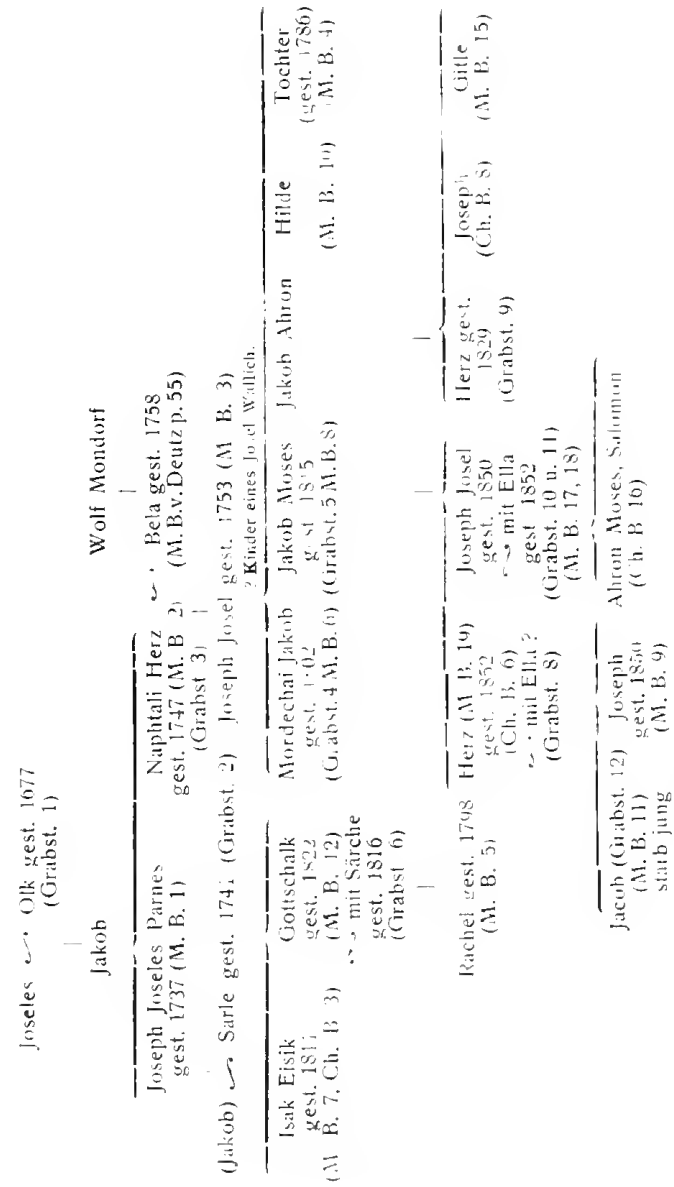 Joseles ~ Olk gest. 1677
(Grabst. 1)
Jakob
Wolf Mondorf
Joseph Joseles Parnes
gest. 1737 (M. B. 1)
Naphtali Herz
gest. 1747 (M. B 2)
(Grabst 3)
~ Bela gest. 1758
(M.B.v.Deutz p.55)
(Jakob) ~ Sarle gest. (Grabst. 2)
Joseph Josel gest. 1753 (M B. 3)
? Kinder eines Josel Wallich.
Isak Eisik
gest.
(M B. 7, Ch. B 3)
Gottschalk
gest. 1822
(M. B. 12)
~ mit Särche
gest. 1816
(Grabst 6)
Mordechai Jakob
gest.
(Grabst.4 M. B. 6)
Jakob Moses
gest
(Grabst. 5 M. B. 8)
Jakob Ahron
Hilde
(M. B. 10)
Tochter
(gest. 1786)
(M. B. 4)
Rachel gest. 1798
(M. B. 5)
Herz (M B. 19)
gest. 1852
(Ch. B. 6)
~ mit Ella?
(Grabst. 8)
Joseph Josel
gest. 1850
~ mit Ella
gest 1852
(Grabst. 10 u. 11)
(M. B. 17, 18)
Herz gest.
1829
(Grabst. 9)
Joseph
(Ch. B. 8)
Gitle
(M. B. 15)
Jacob (Grabst. 12)
(M. B. 11)
starb jung
Joseph
gest.
(M. B. 9)
Ahron Moses, Salomon
(Ch. B 16)